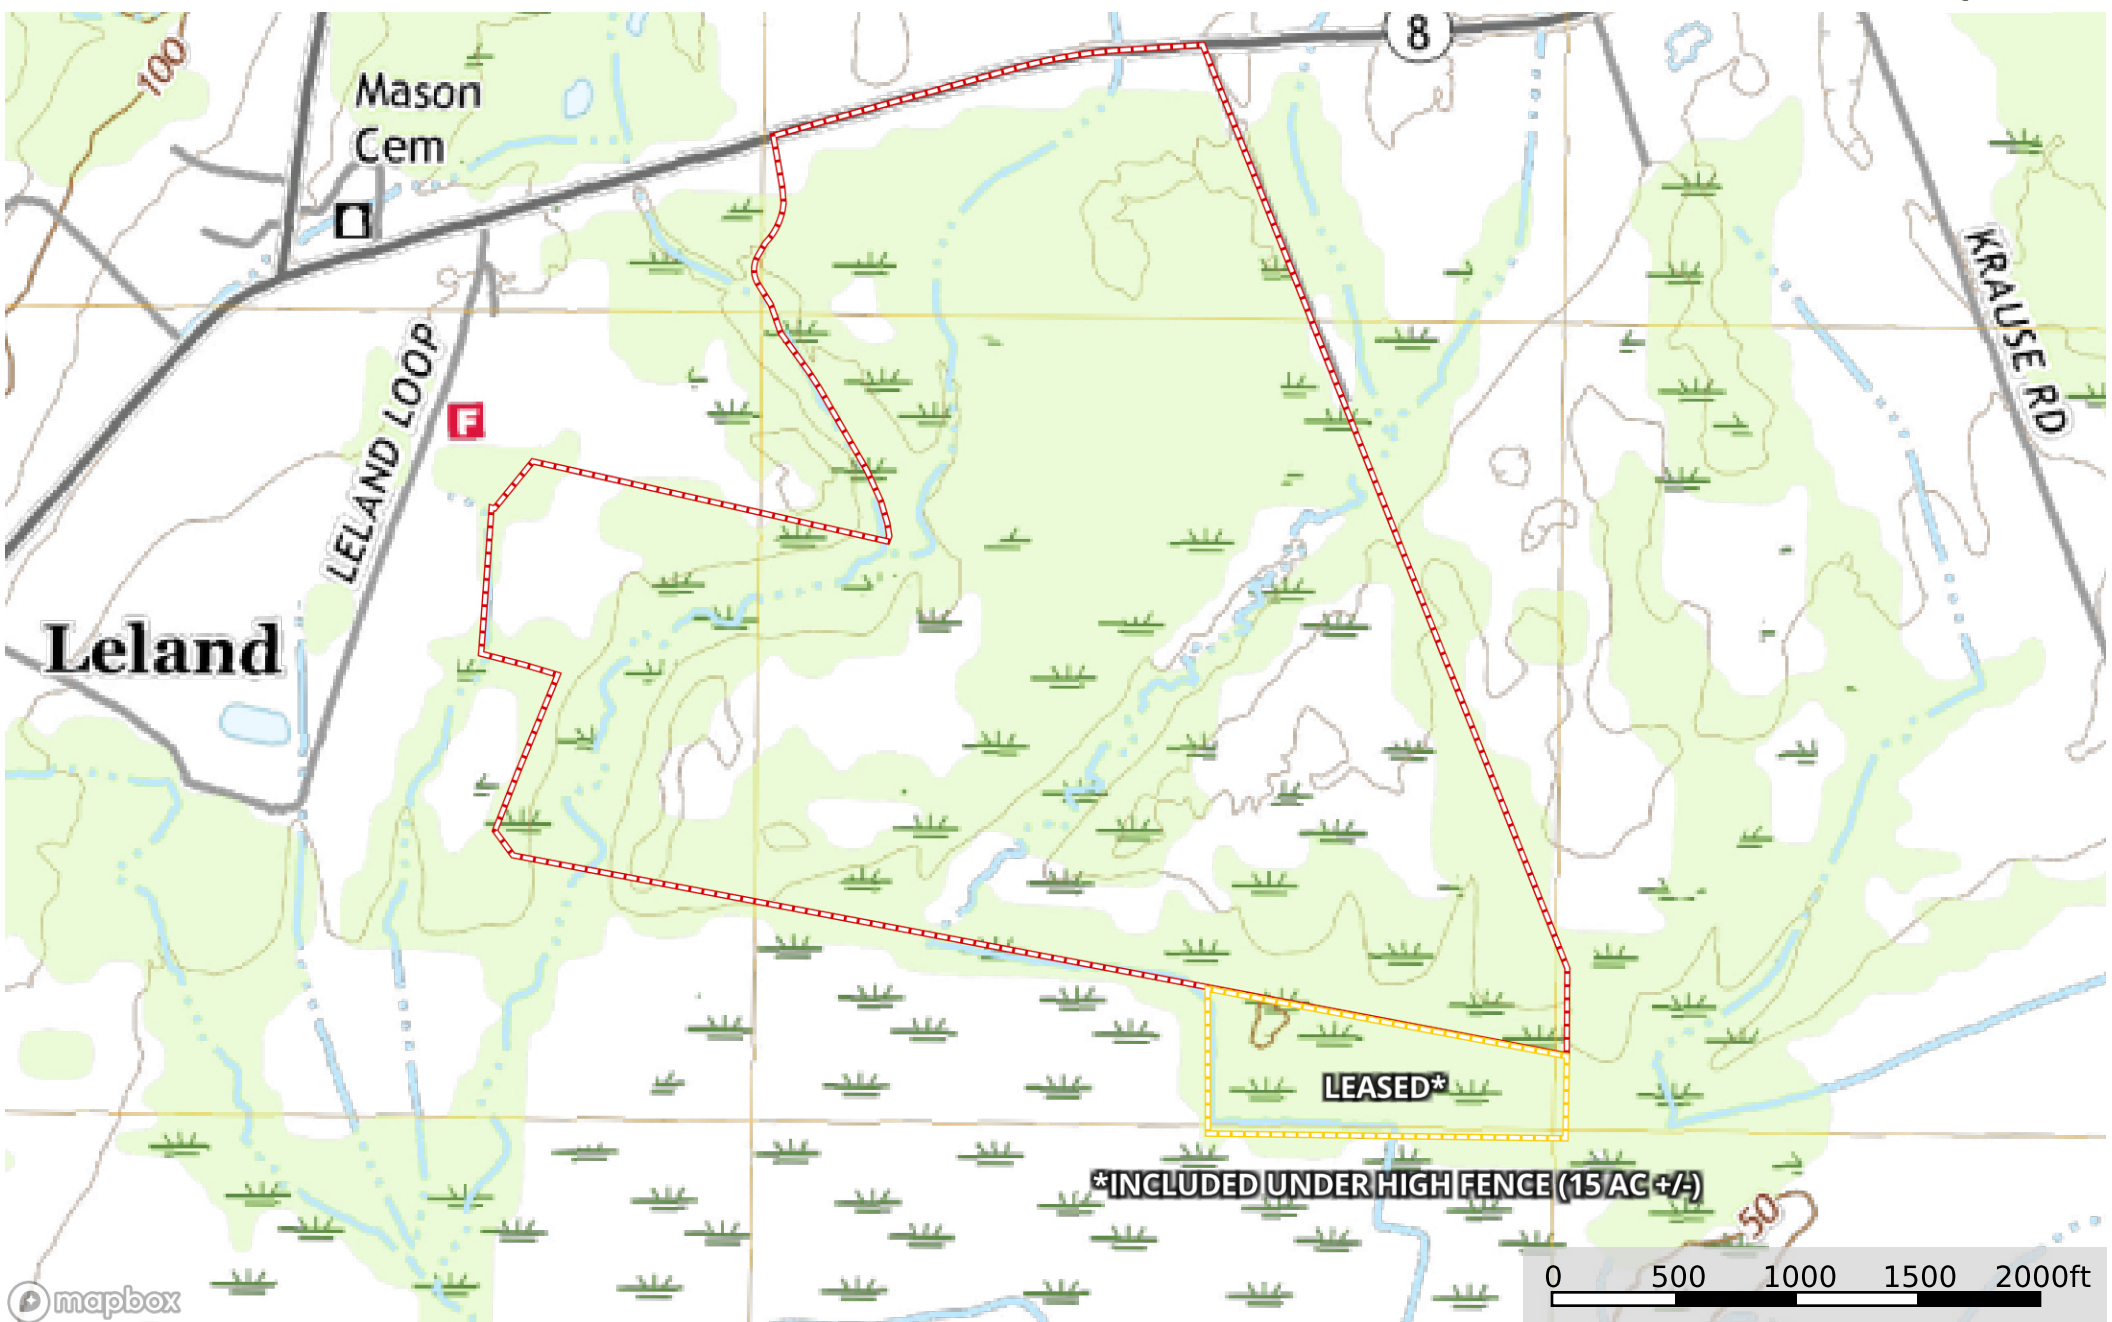 8
100
Mason
Cem
KRAUSE RD
LELAND LOOP
F
Leland
LEASED*
*INCLUDED UNDER HIGH FENCE (15 AC +/-)
50
0 500 1000 1500 2000ft
mapbox